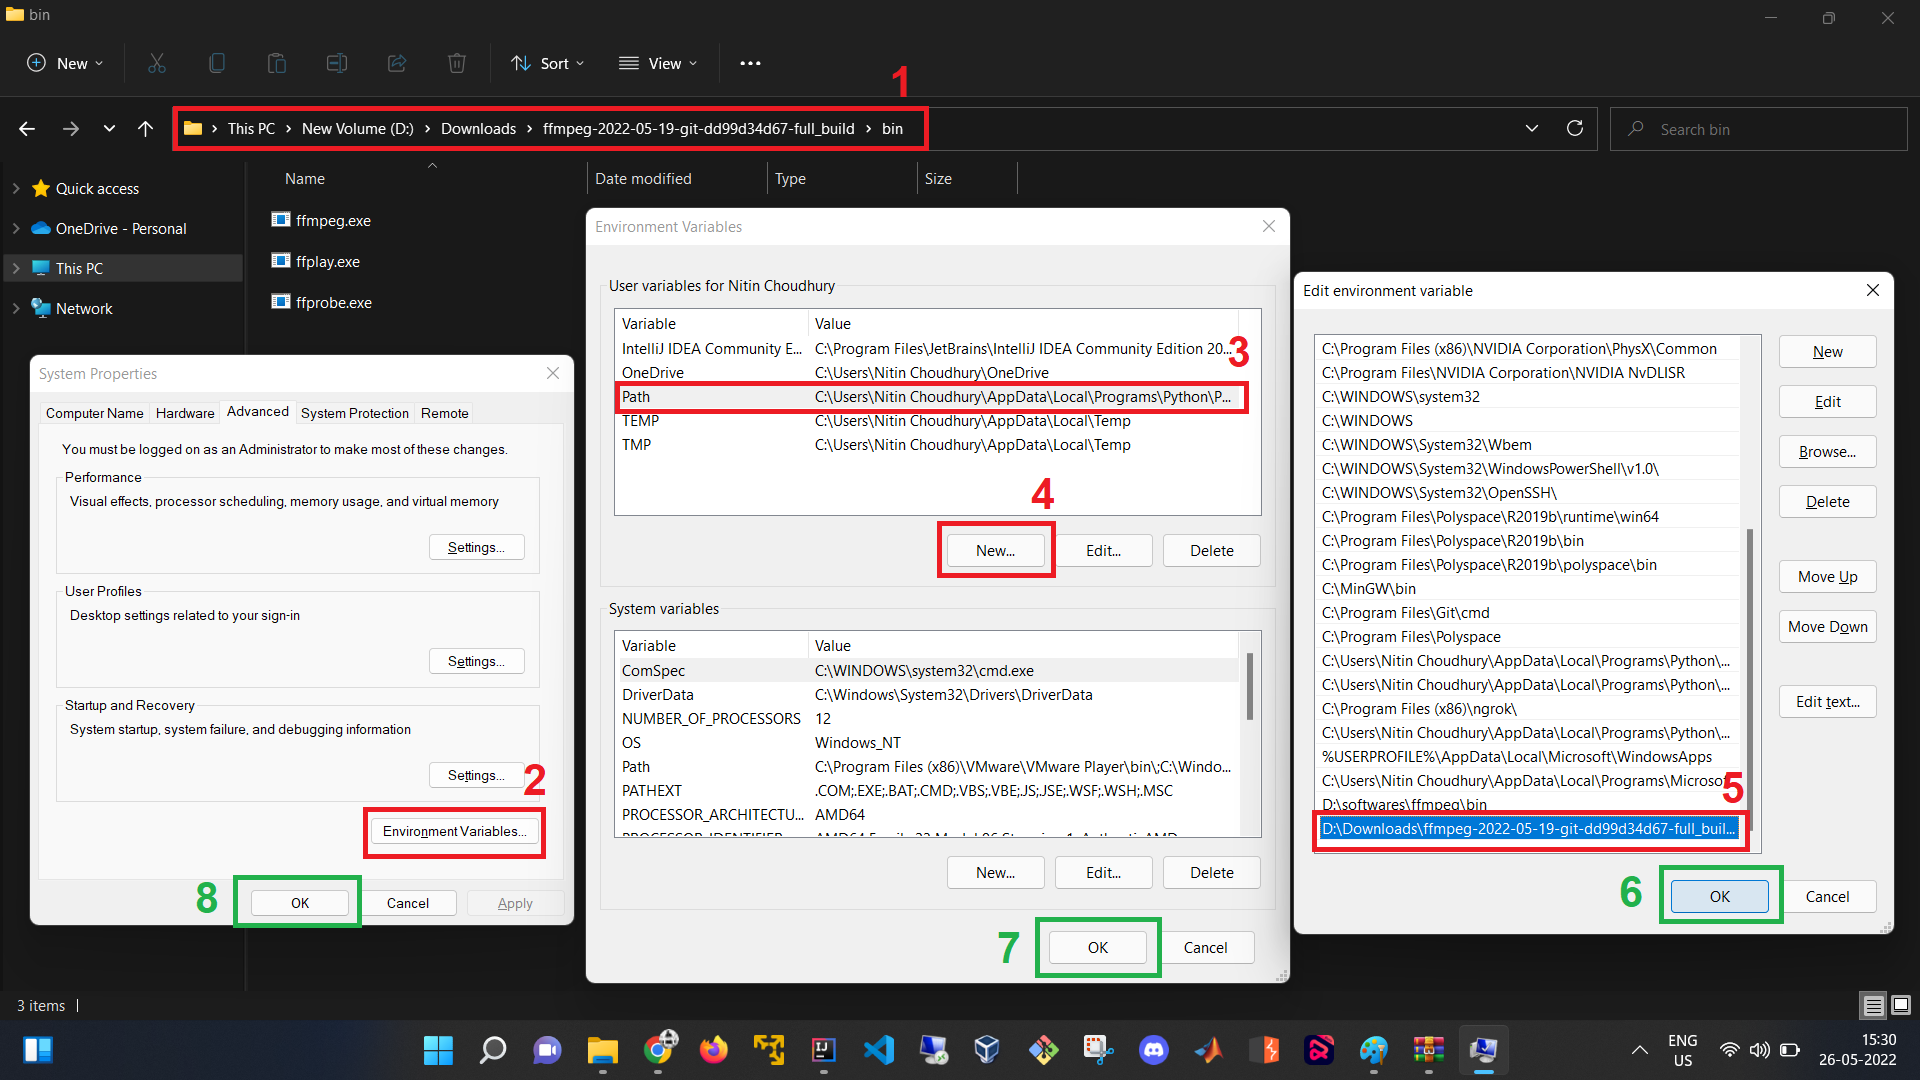 bin
New
Sort
View
1
This PC
New Volume (D:)
Downloads
ffmpeg-2022-05-19-git-dd99d34d67-full_build
bin
Search bin
Quick access
OneDrive - Personal
This PC
Network
Name
Date modified
Type
Size
ffmpeg.exe
ffplay.exe
ffprobe.exe
System Properties
Computer Name
Hardware
Advanced
System Protection
Remote
You must be logged on as an Administrator to make most of these changes.
Performance
Visual effects, processor scheduling, memory usage, and virtual memory
Settings...
User Profiles
Desktop settings related to your sign-in
Settings...
Startup and Recovery
System startup, system failure, and debugging information
Settings...
2
Environment Variables...
8
OK
Cancel
Apply
Environment Variables
User variables for Nitin Choudhury
Variable Value
IntelliJ IDEA Community E... C:\Program Files\JetBrains\IntelliJ IDEA Community Edition 20...
3
OneDrive C:\Users\Nitin Choudhury\OneDrive
Path C:\Users\Nitin Choudhury\AppData\Local\Programs\Python\P...
TEMP C:\Users\Nitin Choudhury\AppData\Local\Temp
TMP C:\Users\Nitin Choudhury\AppData\Local\Temp
4
New...
Edit...
Delete
System variables
Variable Value
ComSpec C:\WINDOWS\system32\cmd.exe
DriverData C:\Windows\System32\Drivers\DriverData
NUMBER_OF_PROCESSORS 12
OS Windows_NT
Path C:\Program Files (x86)\VMware\VMware Player\bin\;C:\Windo...
PATHEXT .COM;.EXE;.BAT;.CMD;.VBS;.VBE;.JS;.JSE;.WSF;.WSH;.MSC
PROCESSOR_ARCHITECTU... AMD64
New...
Edit...
Delete
7
OK
Cancel
Edit environment variable
C:\Program Files (x86)\NVIDIA Corporation\PhysX\Common
C:\Program Files\NVIDIA Corporation\NVIDIA NvDLISR
C:\WINDOWS\system32
C:\WINDOWS
C:\WINDOWS\System32\Wbem
C:\WINDOWS\System32\WindowsPowerShell\v1.0\
C:\WINDOWS\System32\OpenSSH\
C:\Program Files\Polyspace\R2019b\runtime\win64
C:\Program Files\Polyspace\R2019b\bin
C:\Program Files\Polyspace\R2019b\polyspace\bin
C:\MinGW\bin
C:\Program Files\Git\cmd
C:\Program Files\Polyspace
C:\Users\Nitin Choudhury\AppData\Local\Programs\Python\...
C:\Users\Nitin Choudhury\AppData\Local\Programs\Python\...
C:\Program Files (x86)\ngrok\
C:\Users\Nitin Choudhury\AppData\Local\Programs\Python\...
%USERPROFILE%\AppData\Local\Microsoft\WindowsApps
C:\Users\Nitin Choudhury\AppData\Local\Programs\Microsof
5
D:\softwares\ffmpeg\bin
D:\Downloads\ffmpeg-2022-05-19-git-dd99d34d67-full_buil...
New
Edit
Browse...
Delete
Move Up
Move Down
Edit text...
6
OK
Cancel
3 items
ENG
US
15:30
26-05-2022